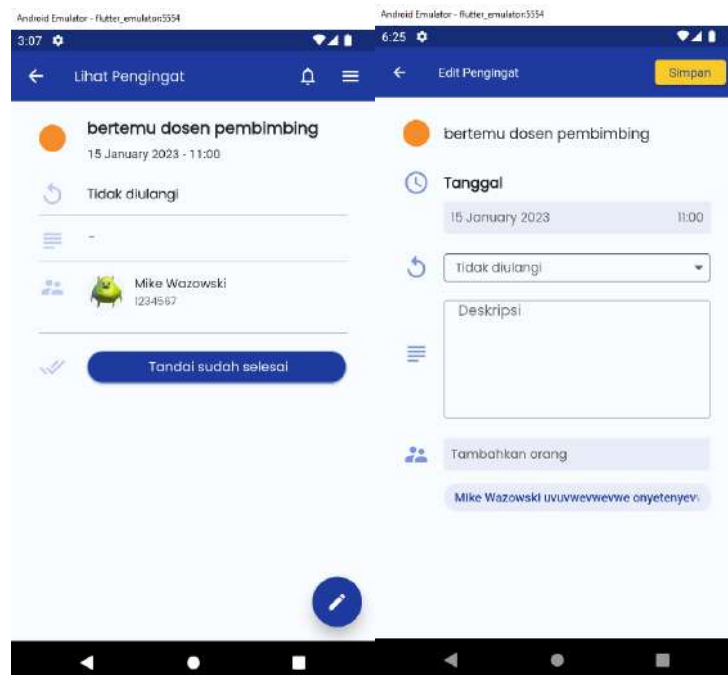 Android Emulator - flutter_emulator:5554
3:07
Lihat Pengingat
bertemu dosen pembimbing
15 January 2023 - 11:00
Tidak diulangi
-
Mike Wazowski
1234567
Tandai sudah selesai
Android Emulator - flutter_emulator:5554
6:25
Edit Pengingat
Simpan
bertemu dosen pembimbing
Tanggal
15 January 2023 11:00
Tidak diulangi
Deskripsi
Tambahkan orang
Mike Wazowski uvuvwevwevwe